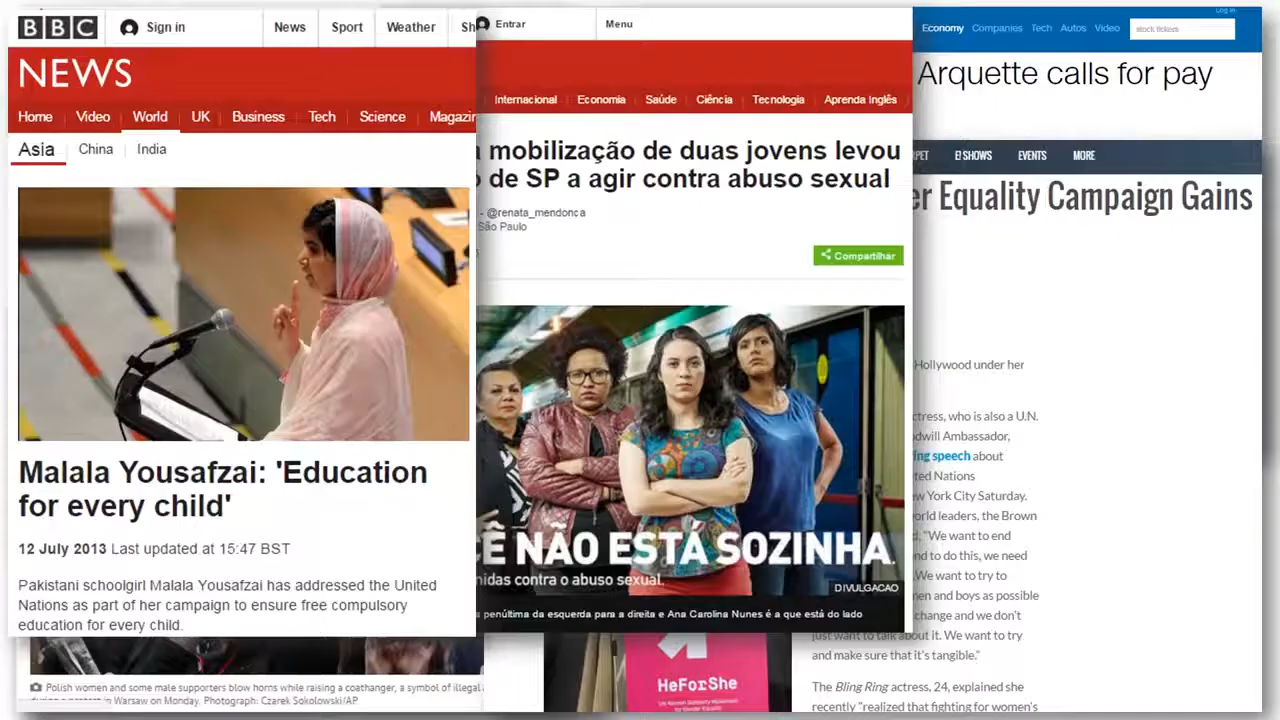 BBC
Sign in
News
Sport
Weather
NEWS
Home
Video
World
UK
Business
Tech
Science
Asia
China
India
Malala Yousafzai: 'Education
for every child'
12 July 2013 Last updated at 15:47 BST
Pakistani schoolgirl Malala Yousafzai has addressed the United
Nations as part of her campaign to ensure free compulsory
education for every child.
Polish women and some male supporters blow horns while raising a coathanger, a symbol of illegal
in Warsaw on Monday. Photograph: Czarek Sokolowski/AP
Entrar
Menu
Internacional
Economia
Saúde
Ciência
Tecnologia
Aprenda Inglês
mobilização de duas jovens levou
de SP a agir contra abuso sexual
- @renata_mendonca
São Paulo
Compartilhar
NÃO ESTÁ SOZINHA.
contra o abuso sexual.
DIVULGACAO
penúltima da esquerda para a direita e Ana Carolina Nunes é a que está do lado
HeForShe
Log In
Economy
Companies
Tech
Autos
Video
stock tickers
Arquette calls for pay
E! SHOWS
EVENTS
MORE
Equality Campaign Gains
Hollywood under her
who is also a U.N.
Ambassador,
speech about
Nations
York City Saturday.
leaders, the Brown
"We want to end
to do this, we need
We want to try to
and boys as possible
change and we don't
just want to talk about it. We want to try
and make sure that it's tangible."
The Bling Ring actress, 24, explained she
recently "realized that fighting for women's